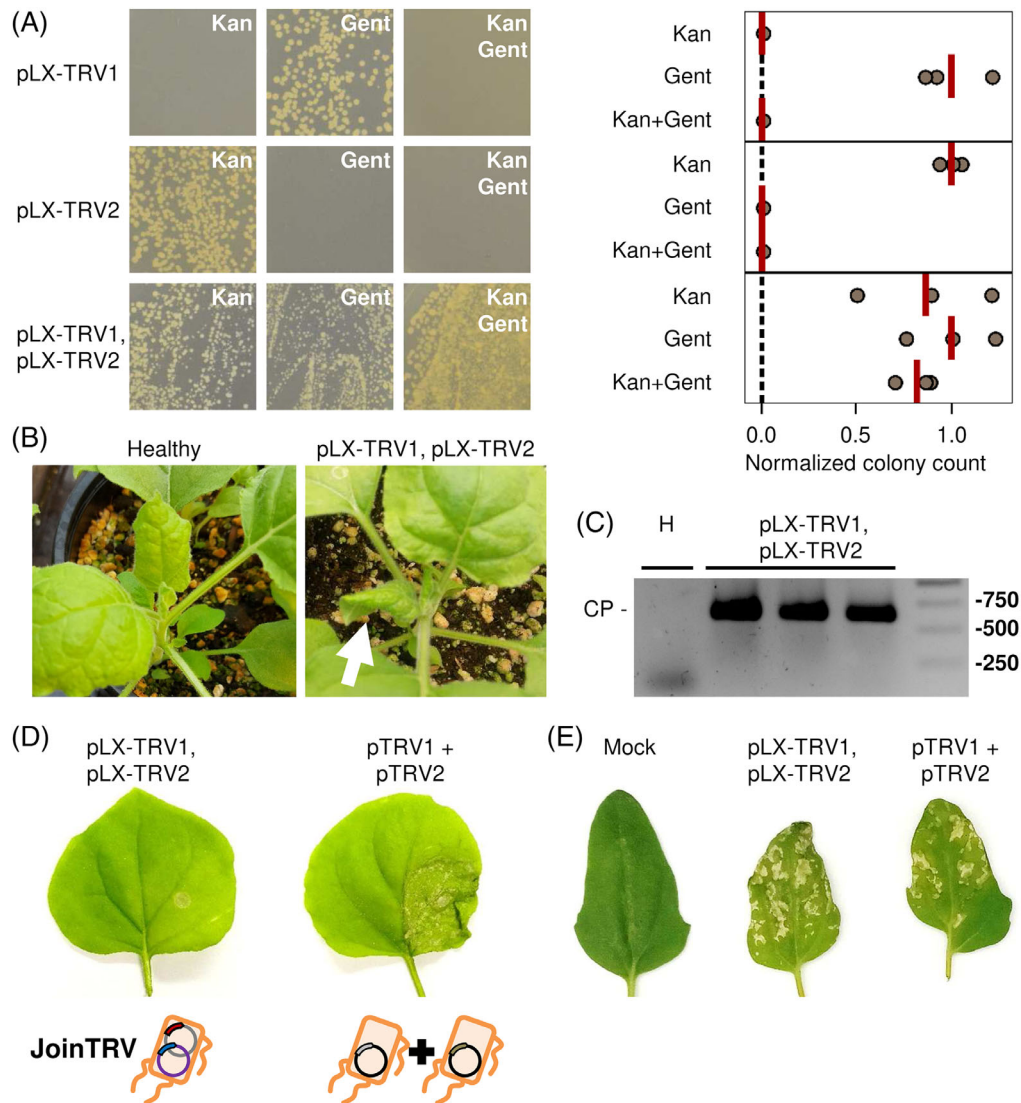 (A)
Kan
Gent
Kan
Gent
pLX-TRV1
Kan
Gent
Kan
Gent
pLX-TRV2
Kan
Gent
Kan
Gent
pLX-TRV1,
pLX-TRV2
Kan
Gent
Kan+Gent
Kan
Gent
Kan+Gent
Kan
Gent
Kan+Gent
0.0
0.5
1.0
Normalized colony count
(B)
Healthy
pLX-TRV1, pLX-TRV2
(C)
H
pLX-TRV1,
pLX-TRV2
CP -
-750
-500
-250
(D)
pLX-TRV1,
pLX-TRV2
pTRV1 +
pTRV2
JoinTRV
(E)
Mock
pLX-TRV1,
pLX-TRV2
pTRV1 +
pTRV2